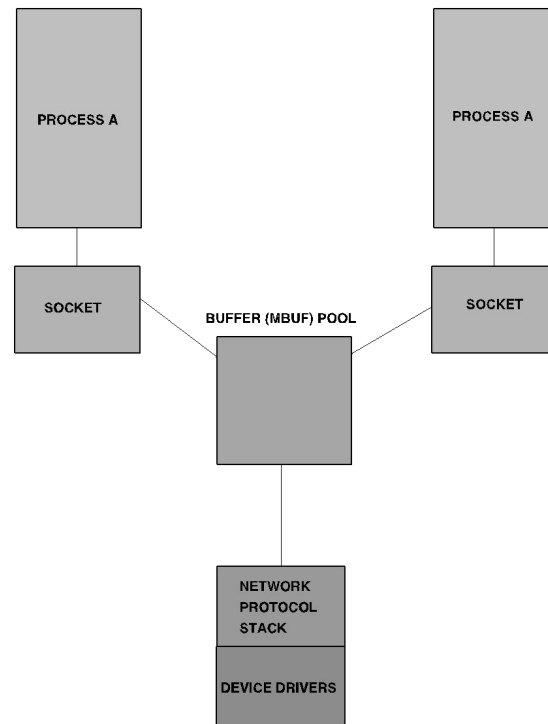 PROCESS A
PROCESS A
SOCKET
SOCKET
BUFFER (MBUF) POOL
NETWORK
PROTOCOL
STACK
DEVICE DRIVERS